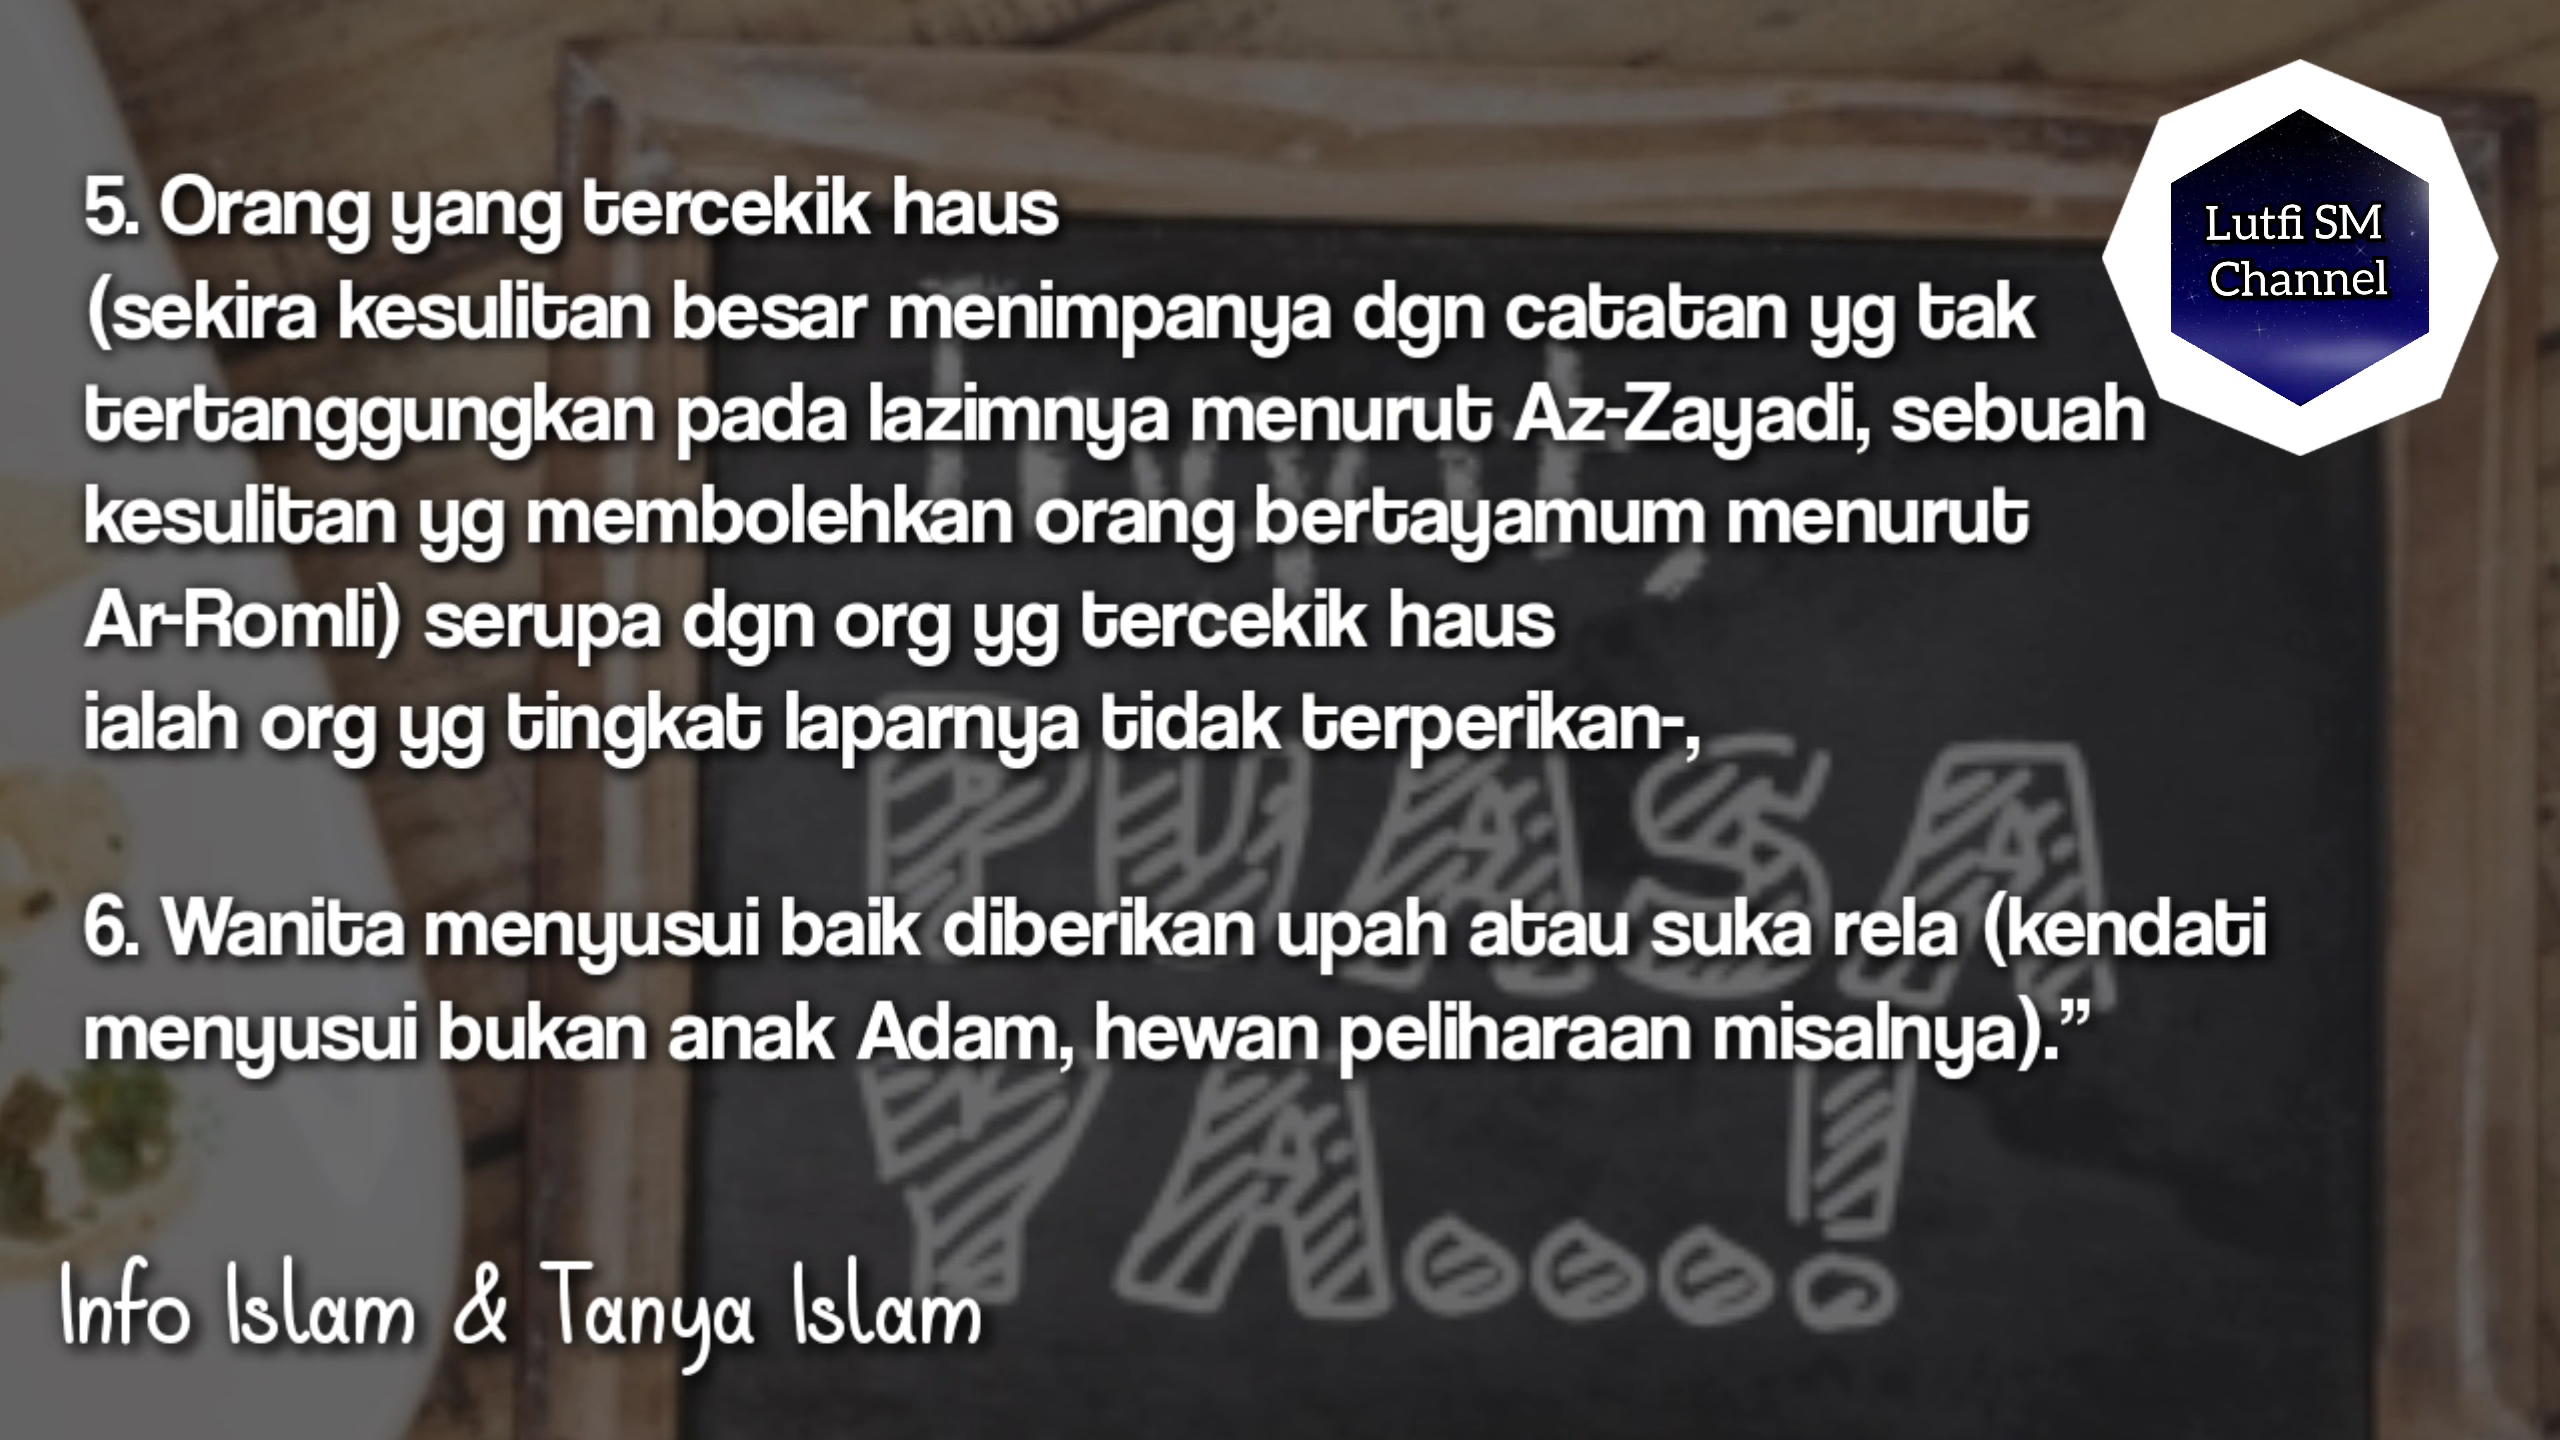 5. Orang yang tercekik haus
(sekira kesulitan besar menimpanya dgn catatan yg tak
tertanggungkan pada lazimnya menurut Az-Zayadi, sebuah
kesulitan yg membolehkan orang bertayamum menurut
Ar-Romli) serupa dgn org yg tercekik haus
ialah org yg tingkat laparnya tidak terperikan-,
6. Wanita menyusui baik diberikan upah atau suka rela (kendati
menyusui bukan anak Adam, hewan peliharaan misalnya).”
Info Islam & Tanya Islam
Lutfi SM
Channel
PUASA
YA...!